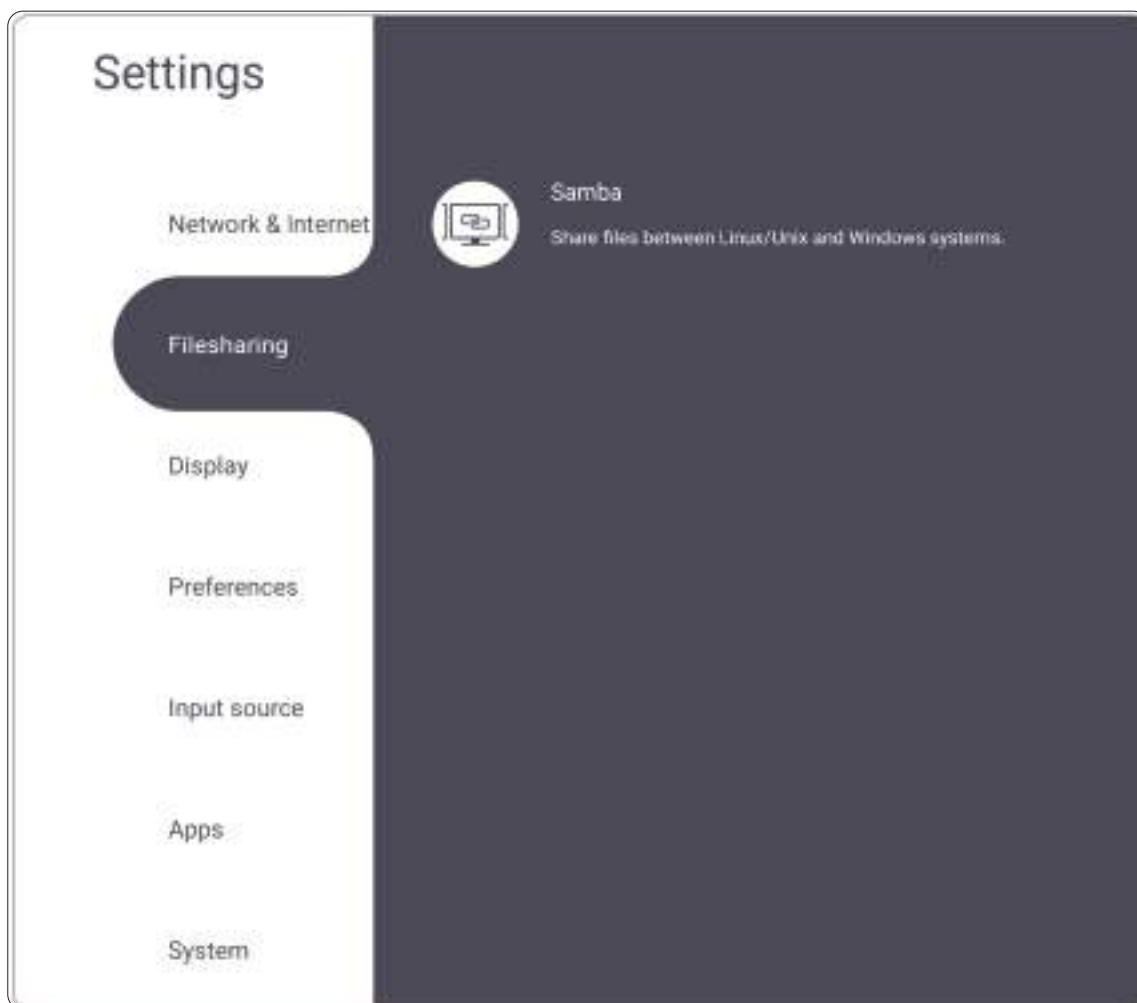 Settings
Network & Internet
Filesharing
Display
Preferences
Input source
Apps
System
Samba
Share files between Linux/Unix and Windows systems.